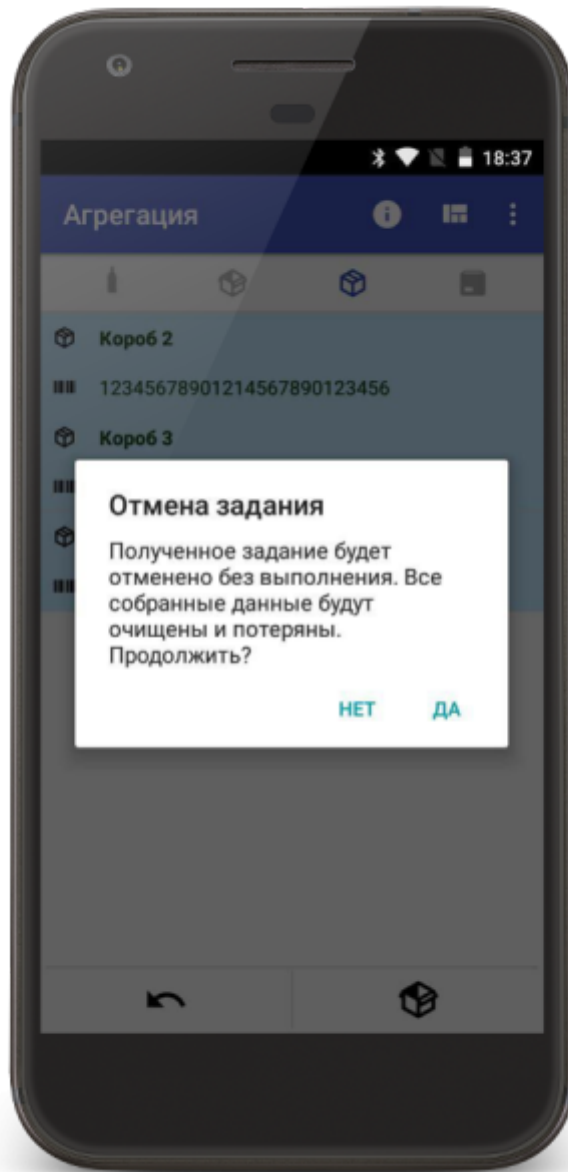 18:37
Агрегация
Короб 2
12345678901214567890123456
Короб 3
Отмена задания
Полученное задание будет
отменено без выполнения. Все
собранные данные будут
очищены и потеряны.
Продолжить?
НЕТ ДА